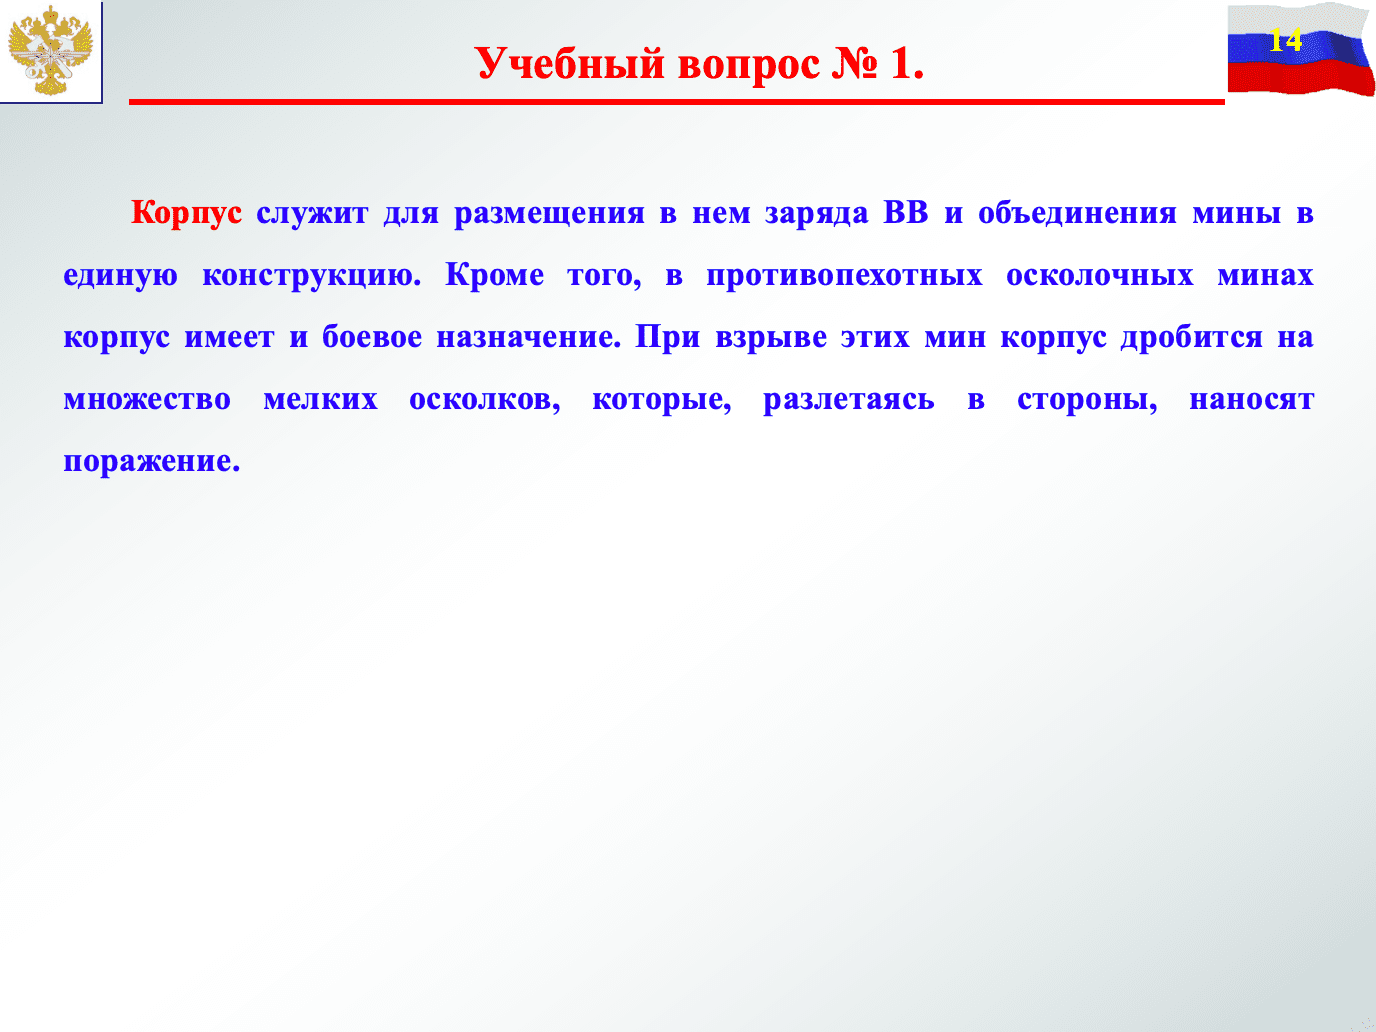 14
Учебный вопрос № 1.
Корпус служит для размещения в нем заряда ВВ и объединения мины в
единую конструкцию. Кроме того, в противопехотных осколочных минах
корпус имеет и боевое назначение. При взрыве этих мин корпус дробится на
множество мелких осколков, которые, разлетаясь в стороны, наносят
поражение.